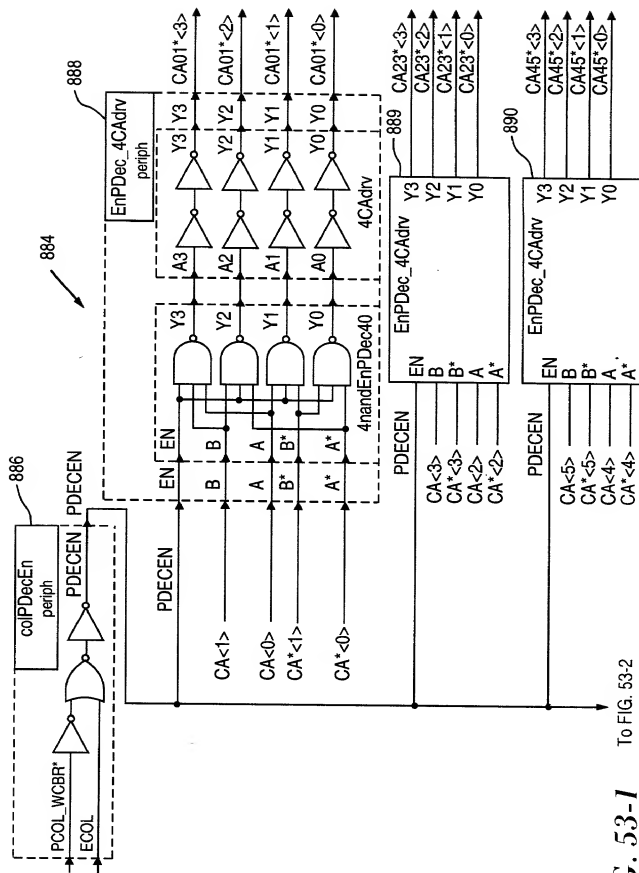 884
886
colPDecEn
periph
PCOL_WCBR*
ECOL
PDECEN
PDECEN
888
EnPDec_4CAdrv
periph
PDECEN
CA<1>
CA<0>
CA*<1>
CA*<0>
EN
B
A
B*
A*
EN
B
A
B*
A*
4nandEnPDec40
Y3
Y2
Y1
Y0
A3
A2
A1
A0
4CAdrv
Y3
Y2
Y1
Y0
Y3
Y2
Y1
Y0
CA01*<3>
CA01*<2>
CA01*<1>
CA01*<0>
889
EnPDec_4CAdrv
PDECEN
CA<3>
CA*<3>
CA<2>
CA*<2>
EN
B
B*
A
A*
Y3
Y2
Y1
Y0
CA23*<3>
CA23*<2>
CA23*<1>
CA23*<0>
890
EnPDec_4CAdrv
PDECEN
CA<5>
CA*<5>
CA<4>
CA*<4>
EN
B
B*
A
A*
Y3
Y2
Y1
Y0
CA45*<3>
CA45*<2>
CA45*<1>
CA45*<0>
To FIG. 53-2
G. 53-1